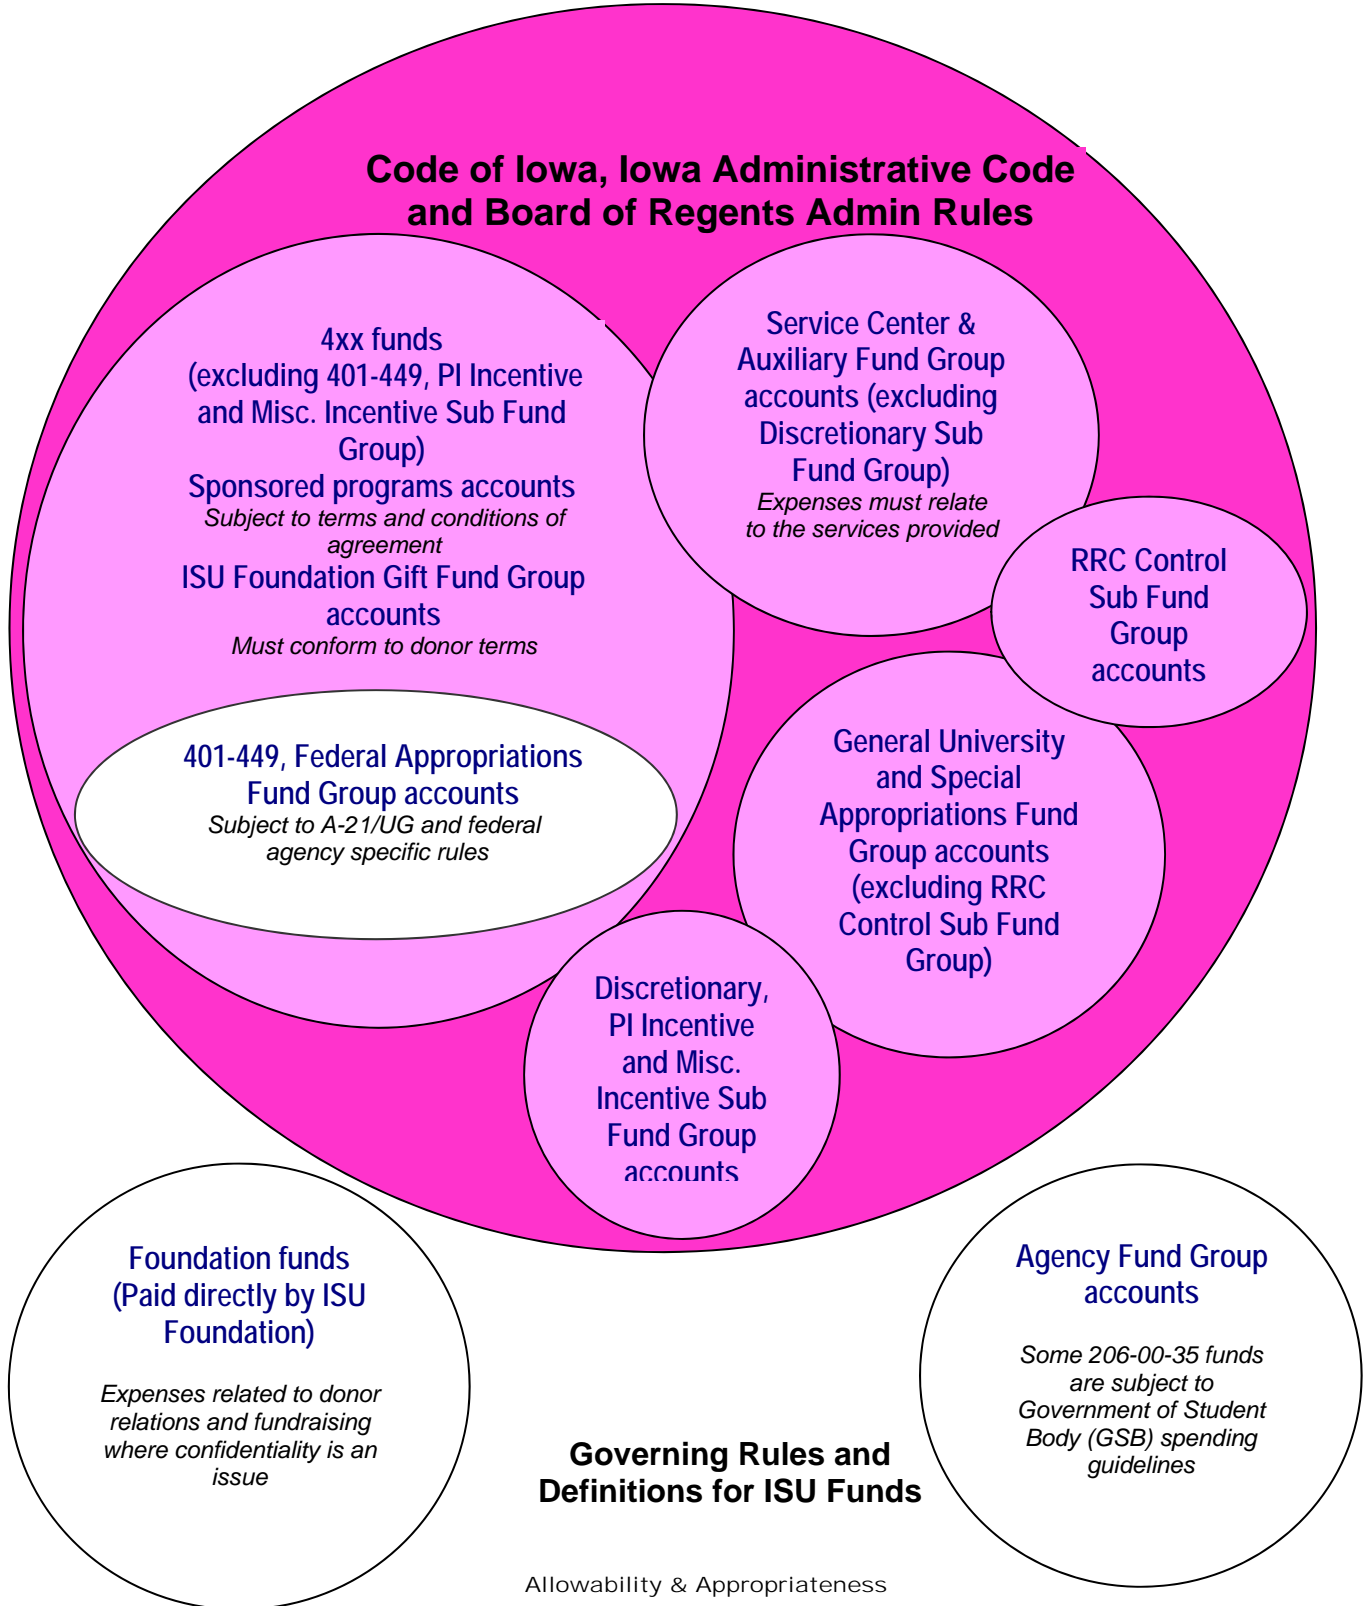 Code of Iowa, Iowa Administrative Code
and Board of Regents Admin Rules
4xx funds
(excluding 401-449, PI Incentive
and Misc. Incentive Sub Fund
Group)
Sponsored programs accounts
Subject to terms and conditions of
agreement
ISU Foundation Gift Fund Group
accounts
Must conform to donor terms
Service Center &
Auxiliary Fund Group
accounts (excluding
Discretionary Sub
Fund Group)
Expenses must relate
to the services provided
RRC Control
Sub Fund
Group
accounts
401-449, Federal Appropriations
Fund Group accounts
Subject to A-21/UG and federal
agency specific rules
General University
and Special
Appropriations Fund
Group accounts
(excluding RRC
Control Sub Fund
Group)
Discretionary,
PI Incentive
and Misc.
Incentive Sub
Fund Group
accounts
Foundation funds
(Paid directly by ISU
Foundation)
Expenses related to donor
relations and fundraising
where confidentiality is an
issue
Agency Fund Group
accounts
Some 206-00-35 funds
are subject to
Government of Student
Body (GSB) spending
guidelines
Governing Rules and
Definitions for ISU Funds
Allowability & Appropriateness